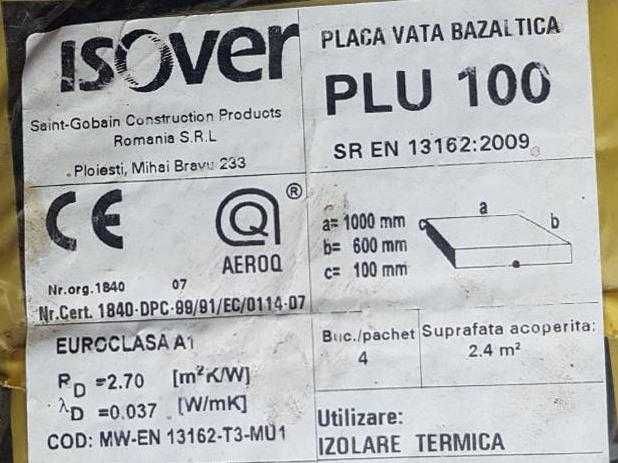 isover
Saint-Gobain Construction Products
Romania S.R.L
Ploiesti, Mihai Bravu 233
PLACA VATA BAZALTICA
PLU 100
SR EN 13162:2009
CE
Q ®
AEROQ
Nr.org.1840 07
Nr.Cert. 1840-DPC-99/91/EC/0114-07
a= 1000 mm
b= 600 mm
c= 100 mm
a
b
c
EUROCLASA A1
RD =2.70 [m²K/W]
λD =0.037 [W/mK]
COD: MW-EN 13162-T3-MU1
Buc./pachet
4
Suprafata acoperita:
2.4 m²
Utilizare:
IZOLARE TERMICA